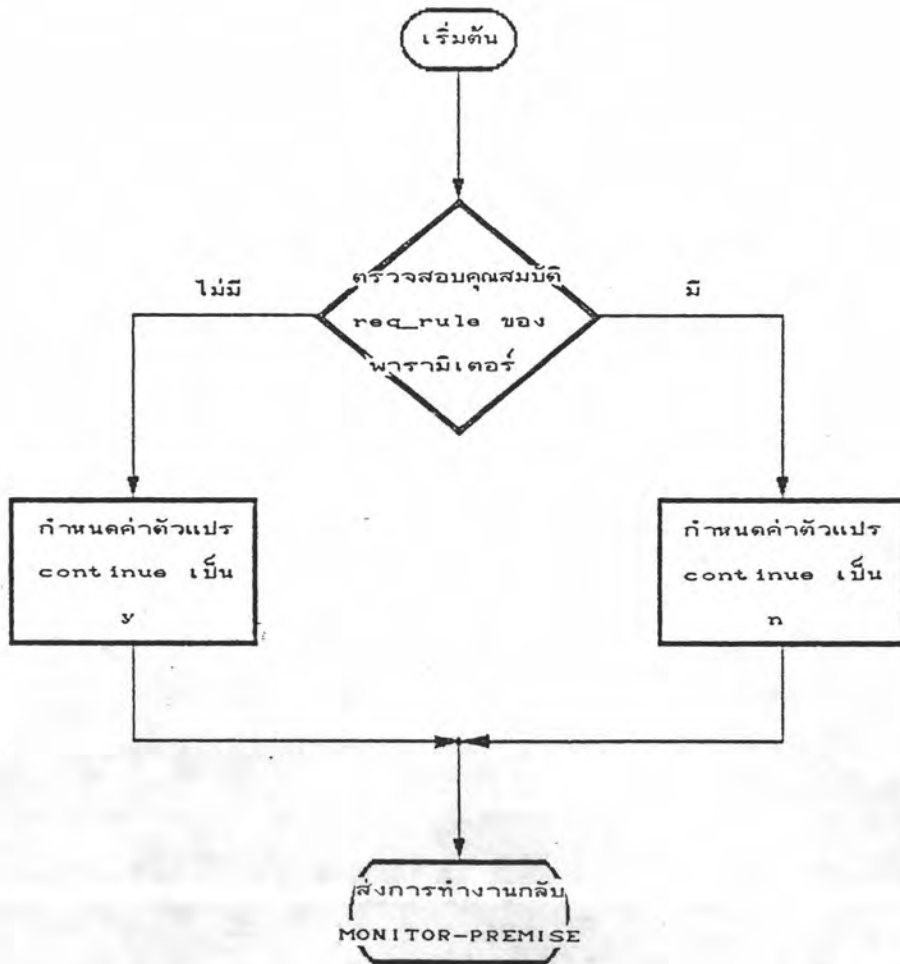 เริ่มต้น
ตรวจสอบคุณสมบัติ
req_rule ของ
พารามิเตอร์
ไม่มี
มี
กำหนดค่าตัวแปร
continue เป็น
y
กำหนดค่าตัวแปร
continue เป็น
n
ส่งการทำงานกลับ
MONITOR-PREMISE